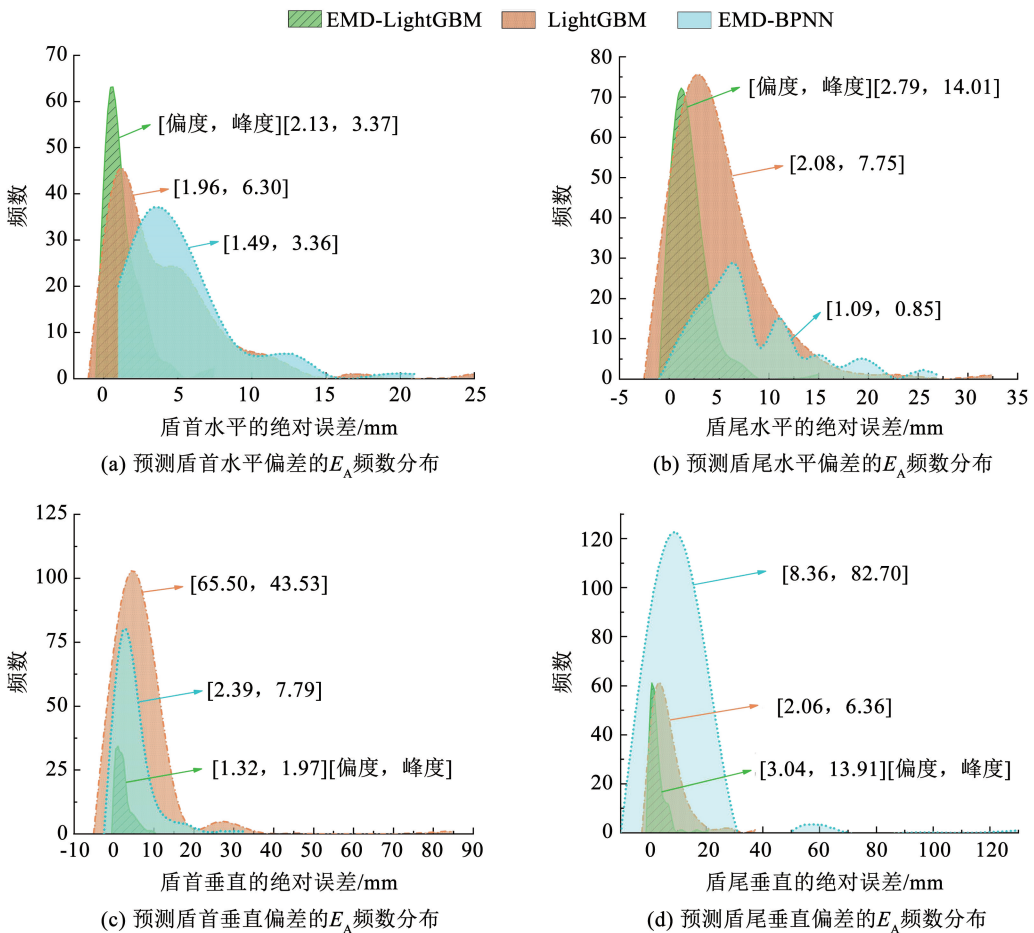 EMD-LightGBM LightGBM EMD-BPNN
70
60
50
40
30
20
10
0
频数
[偏度，峰度][2.13，3.37]
[1.96，6.30]
[1.49，3.36]
0 5 10 15 20 25
盾首水平的绝对误差/mm
(a) 预测盾首水平偏差的EA频数分布
80
70
60
50
40
30
20
10
0
频数
[偏度，峰度][2.79，14.01]
[2.08，7.75]
[1.09，0.85]
-5 0 5 10 15 20 25 30 35
盾尾水平的绝对误差/mm
(b) 预测盾尾水平偏差的EA频数分布
125
100
75
50
25
0
频数
[65.50，43.53]
[2.39，7.79]
[1.32，1.97][偏度，峰度]
-10 0 10 20 30 40 50 60 70 80 90
盾首垂直的绝对误差/mm
(c) 预测盾首垂直偏差的EA频数分布
120
100
80
60
40
20
0
频数
[8.36，82.70]
[2.06，6.36]
[3.04，13.91][偏度，峰度]
0 20 40 60 80 100 120
盾尾垂直的绝对误差/mm
(d) 预测盾尾垂直偏差的EA频数分布